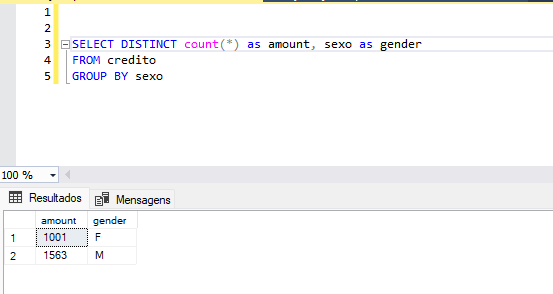 1
2
3 SELECT DISTINCT count(*) as amount, sexo as gender
4 FROM credito
5 GROUP BY sexo
100 %
Resultados Mensagens
amount gender
1 1001 F
2 1563 M